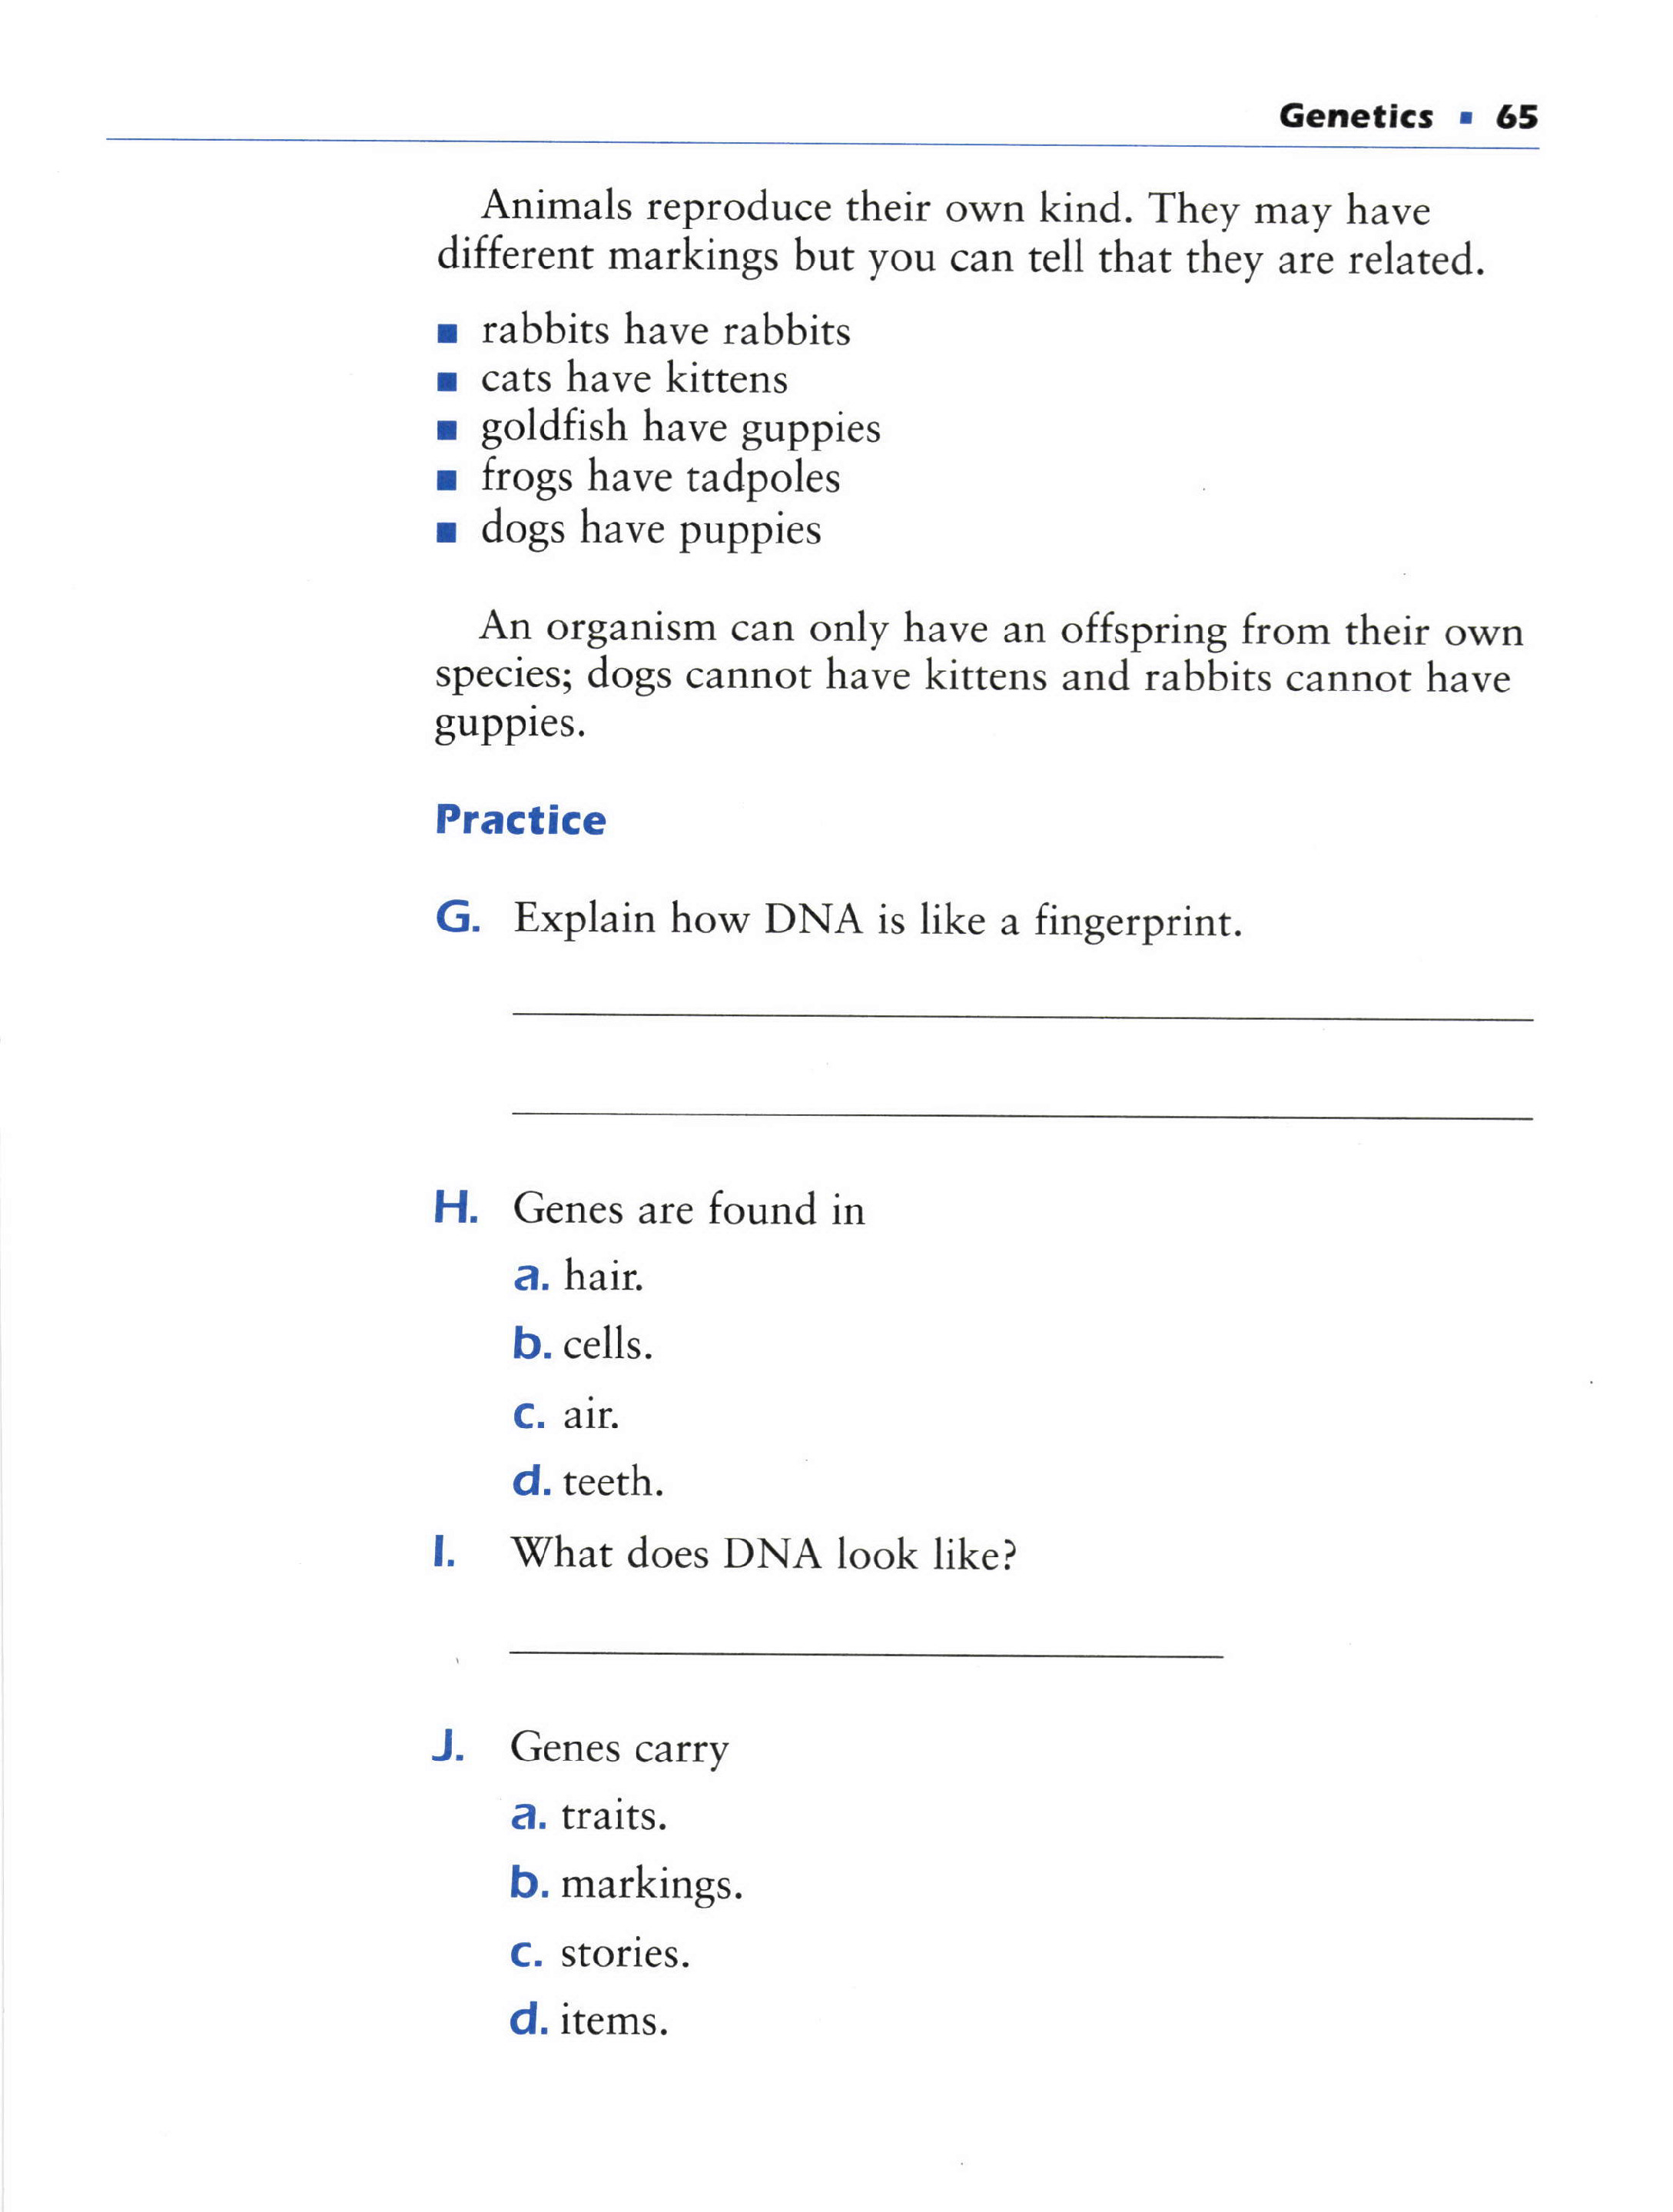 Genetics ▪ 65
Animals reproduce their own kind. They may have
different markings but you can tell that they are related.
▪ rabbits have rabbits
▪ cats have kittens
▪ goldfish have guppies
▪ frogs have tadpoles
▪ dogs have puppies
An organism can only have an offspring from their own
species; dogs cannot have kittens and rabbits cannot have
guppies.
Practice
G. Explain how DNA is like a fingerprint.
H. Genes are found in
a. hair.
b. cells.
c. air.
d. teeth.
I. What does DNA look like?
J. Genes carry
a. traits.
b. markings.
c. stories.
d. items.